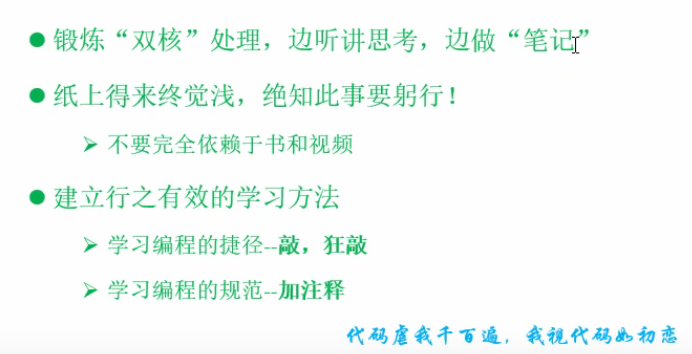 ● 锻炼“双核”处理，边听讲思考，边做“笔记”
● 纸上得来终觉浅，绝知此事要躬行！
➢ 不要完全依赖于书和视频
● 建立行之有效的学习方法
➢ 学习编程的捷径--敲，狂敲
➢ 学习编程的规范--加注释
代码虐我千百遍，我视代码如初恋